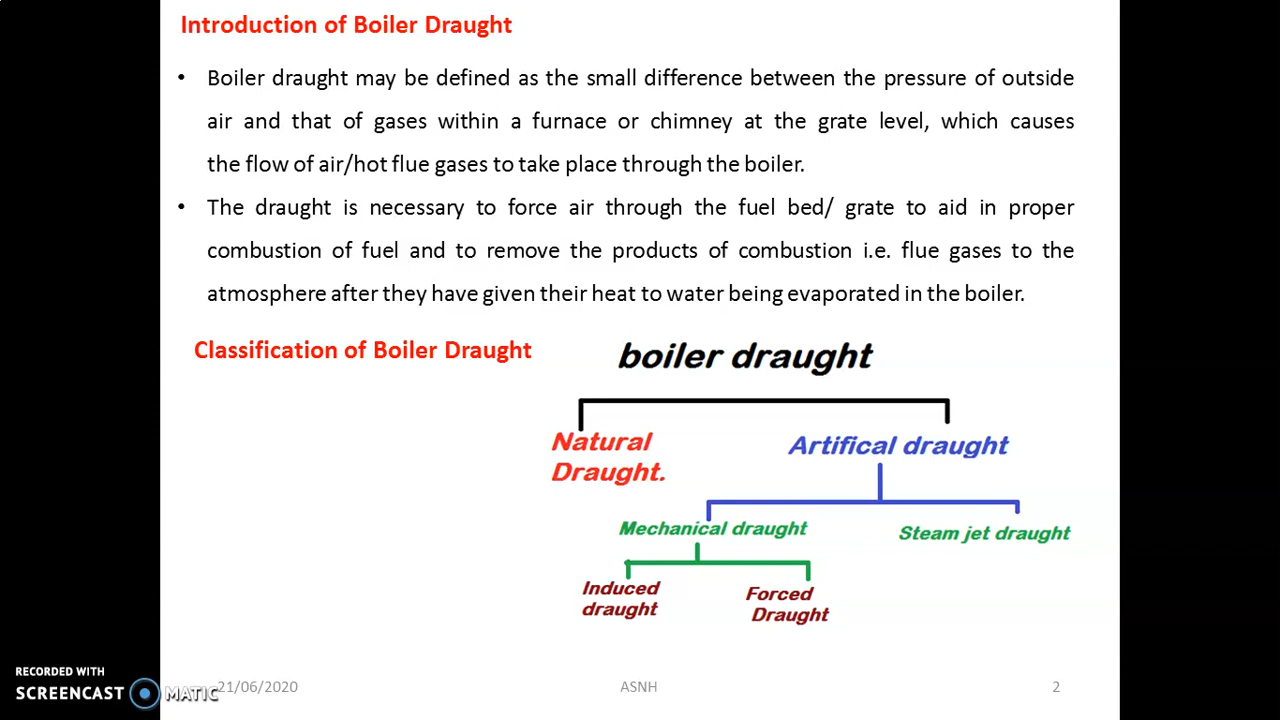 Introduction of Boiler Draught
• Boiler draught may be defined as the small difference between the pressure of outside
air and that of gases within a furnace or chimney at the grate level, which causes
the flow of air/hot flue gases to take place through the boiler.
• The draught is necessary to force air through the fuel bed/ grate to aid in proper
combustion of fuel and to remove the products of combustion i.e. flue gases to the
atmosphere after they have given their heat to water being evaporated in the boiler.
Classification of Boiler Draught
boiler draught
Natural
Draught.
Artifical draught
Mechanical draught
Steam jet draught
Induced
draught
Forced
Draught
RECORDED WITH
SCREENCAST MATIC
21/06/2020
ASNH
2